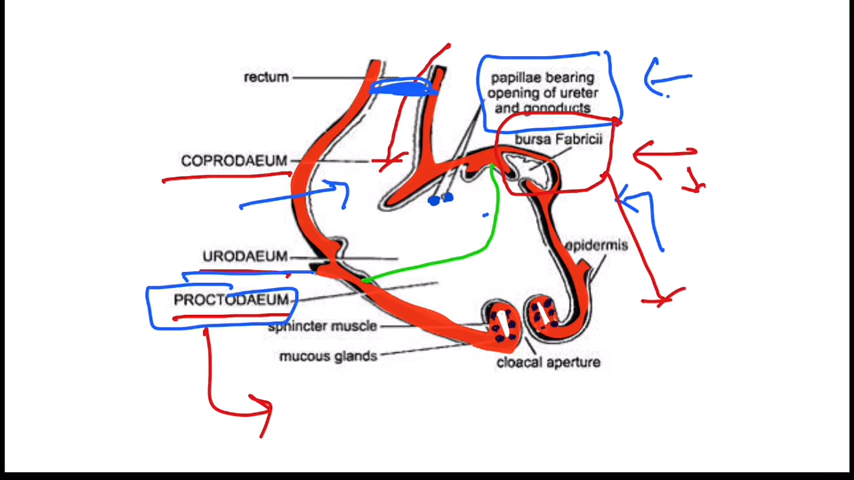 rectum
papillae bearing
opening of ureter
and gonoducts
bursa Fabricii
COPRODAEUM
URODAEUM
epidermis
PROCTODAEUM
sphincter muscle
mucous glands
cloacal aperture